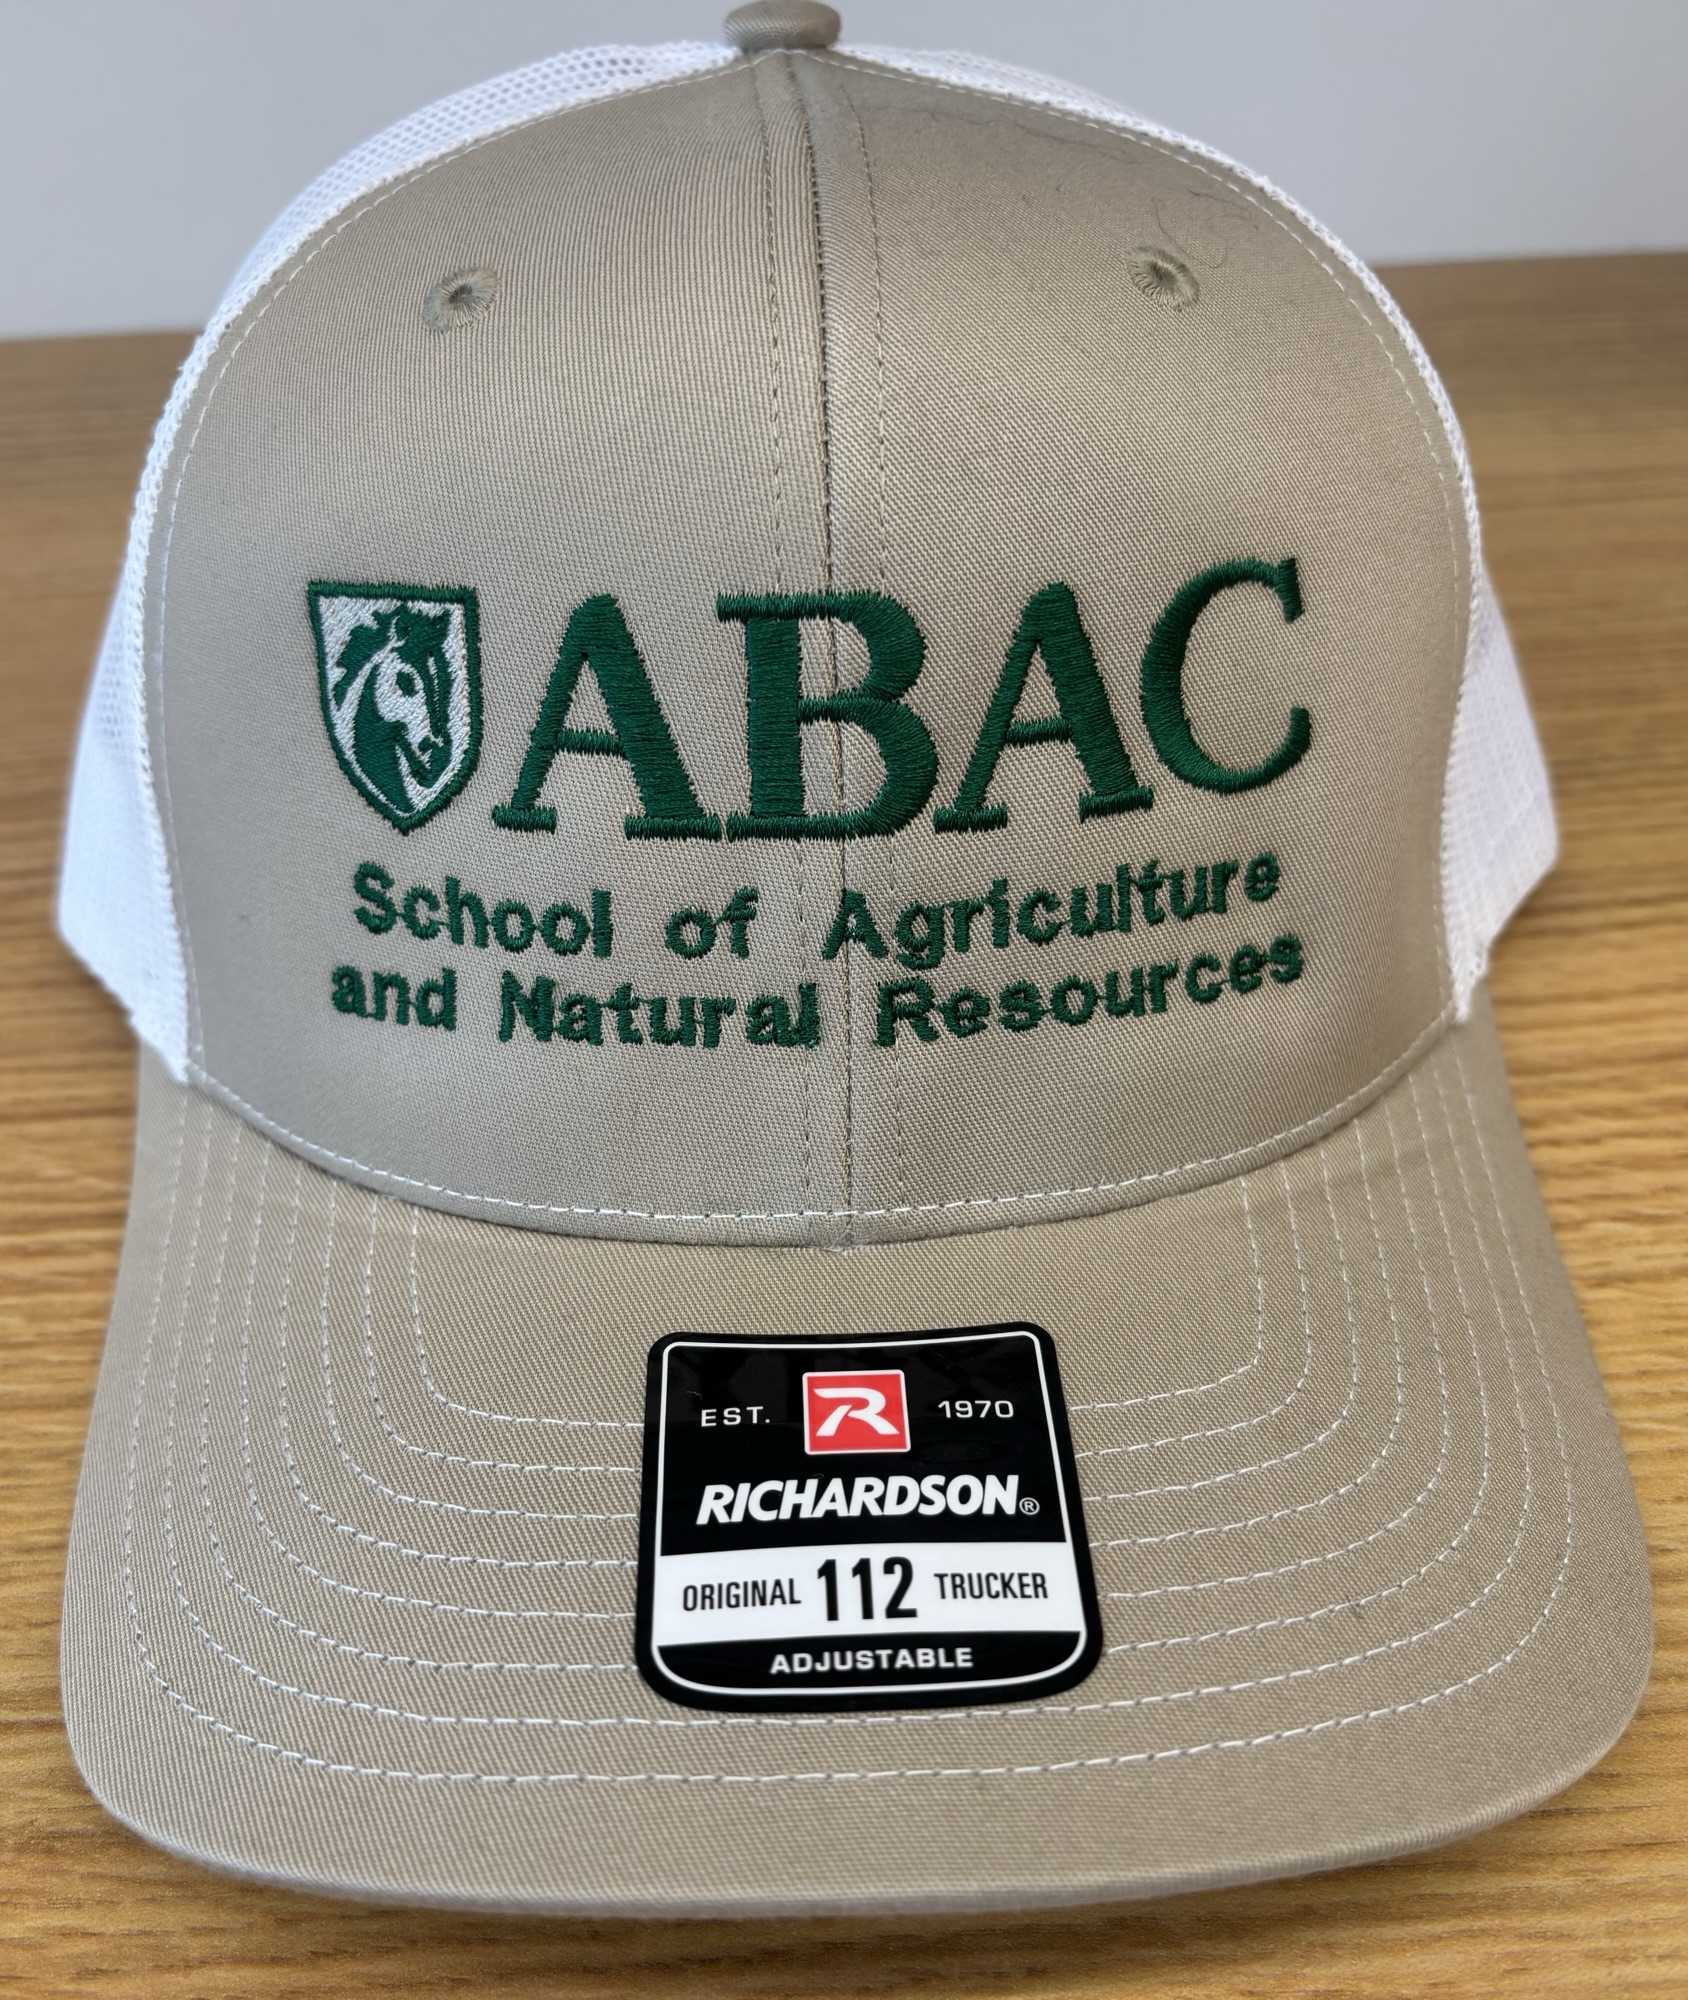 ABAC
School of Agriculture
and Natural Resources
EST. R 1970
RICHARDSON®
ORIGINAL 112 TRUCKER
ADJUSTABLE